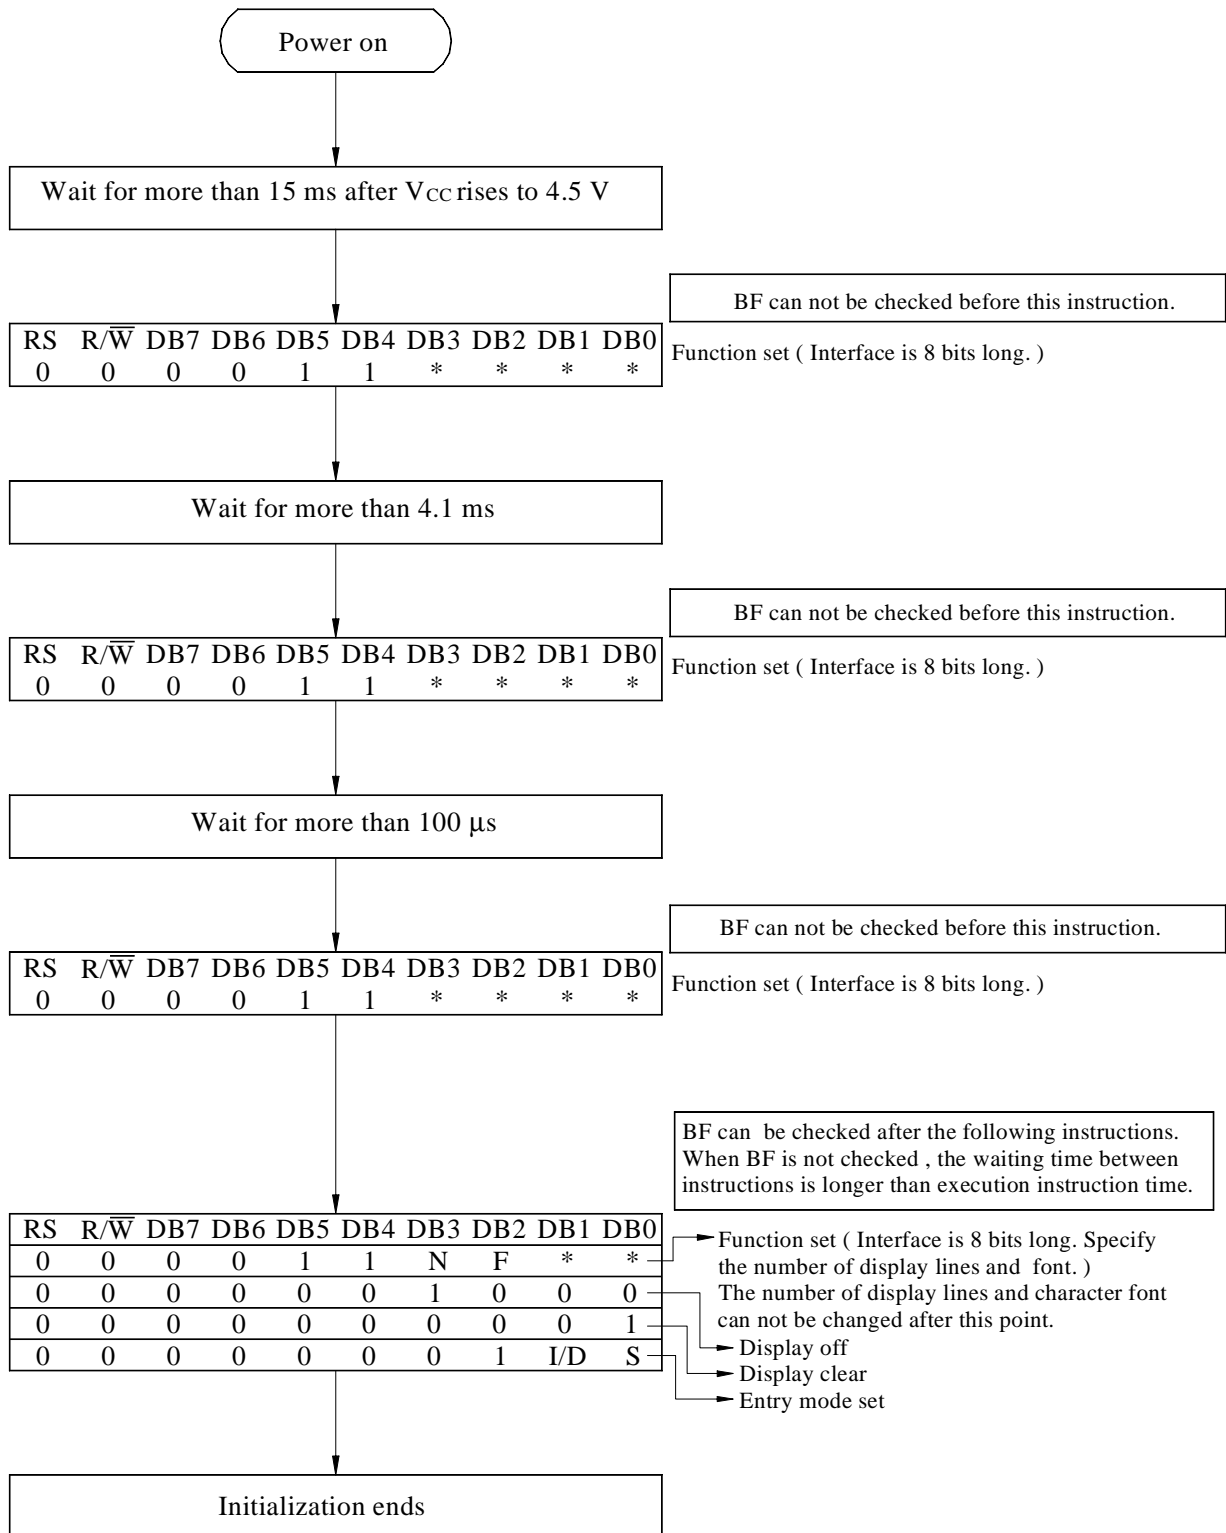 Power on
Wait for more than 15 ms after VCC rises to 4.5 V
BF can not be checked before this instruction.
RS R/W̅ DB7 DB6 DB5 DB4 DB3 DB2 DB1 DB0
0 0 0 0 1 1 * * * *
Function set ( Interface is 8 bits long. )
Wait for more than 4.1 ms
BF can not be checked before this instruction.
RS R/W̅ DB7 DB6 DB5 DB4 DB3 DB2 DB1 DB0
0 0 0 0 1 1 * * * *
Function set ( Interface is 8 bits long. )
Wait for more than 100 μs
BF can not be checked before this instruction.
RS R/W̅ DB7 DB6 DB5 DB4 DB3 DB2 DB1 DB0
0 0 0 0 1 1 * * * *
Function set ( Interface is 8 bits long. )
BF can be checked after the following instructions.
When BF is not checked , the waiting time between
instructions is longer than execution instruction time.
RS R/W̅ DB7 DB6 DB5 DB4 DB3 DB2 DB1 DB0
0 0 0 0 1 1 N F * *
0 0 0 0 0 0 1 0 0 0
0 0 0 0 0 0 0 0 0 1
0 0 0 0 0 0 0 1 I/D S
Function set ( Interface is 8 bits long. Specify
the number of display lines and font. )
The number of display lines and character font
can not be changed after this point.
Display off
Display clear
Entry mode set
Initialization ends